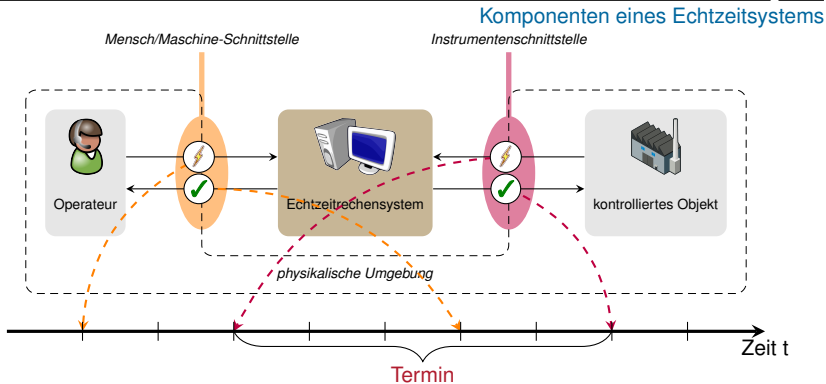 Komponenten eines Echtzeitsystems
Mensch/Maschine-Schnittstelle
Instrumentenschnittstelle
Operateur
Echtzeitrechensystem
kontrolliertes Objekt
physikalische Umgebung
Zeit t
Termin